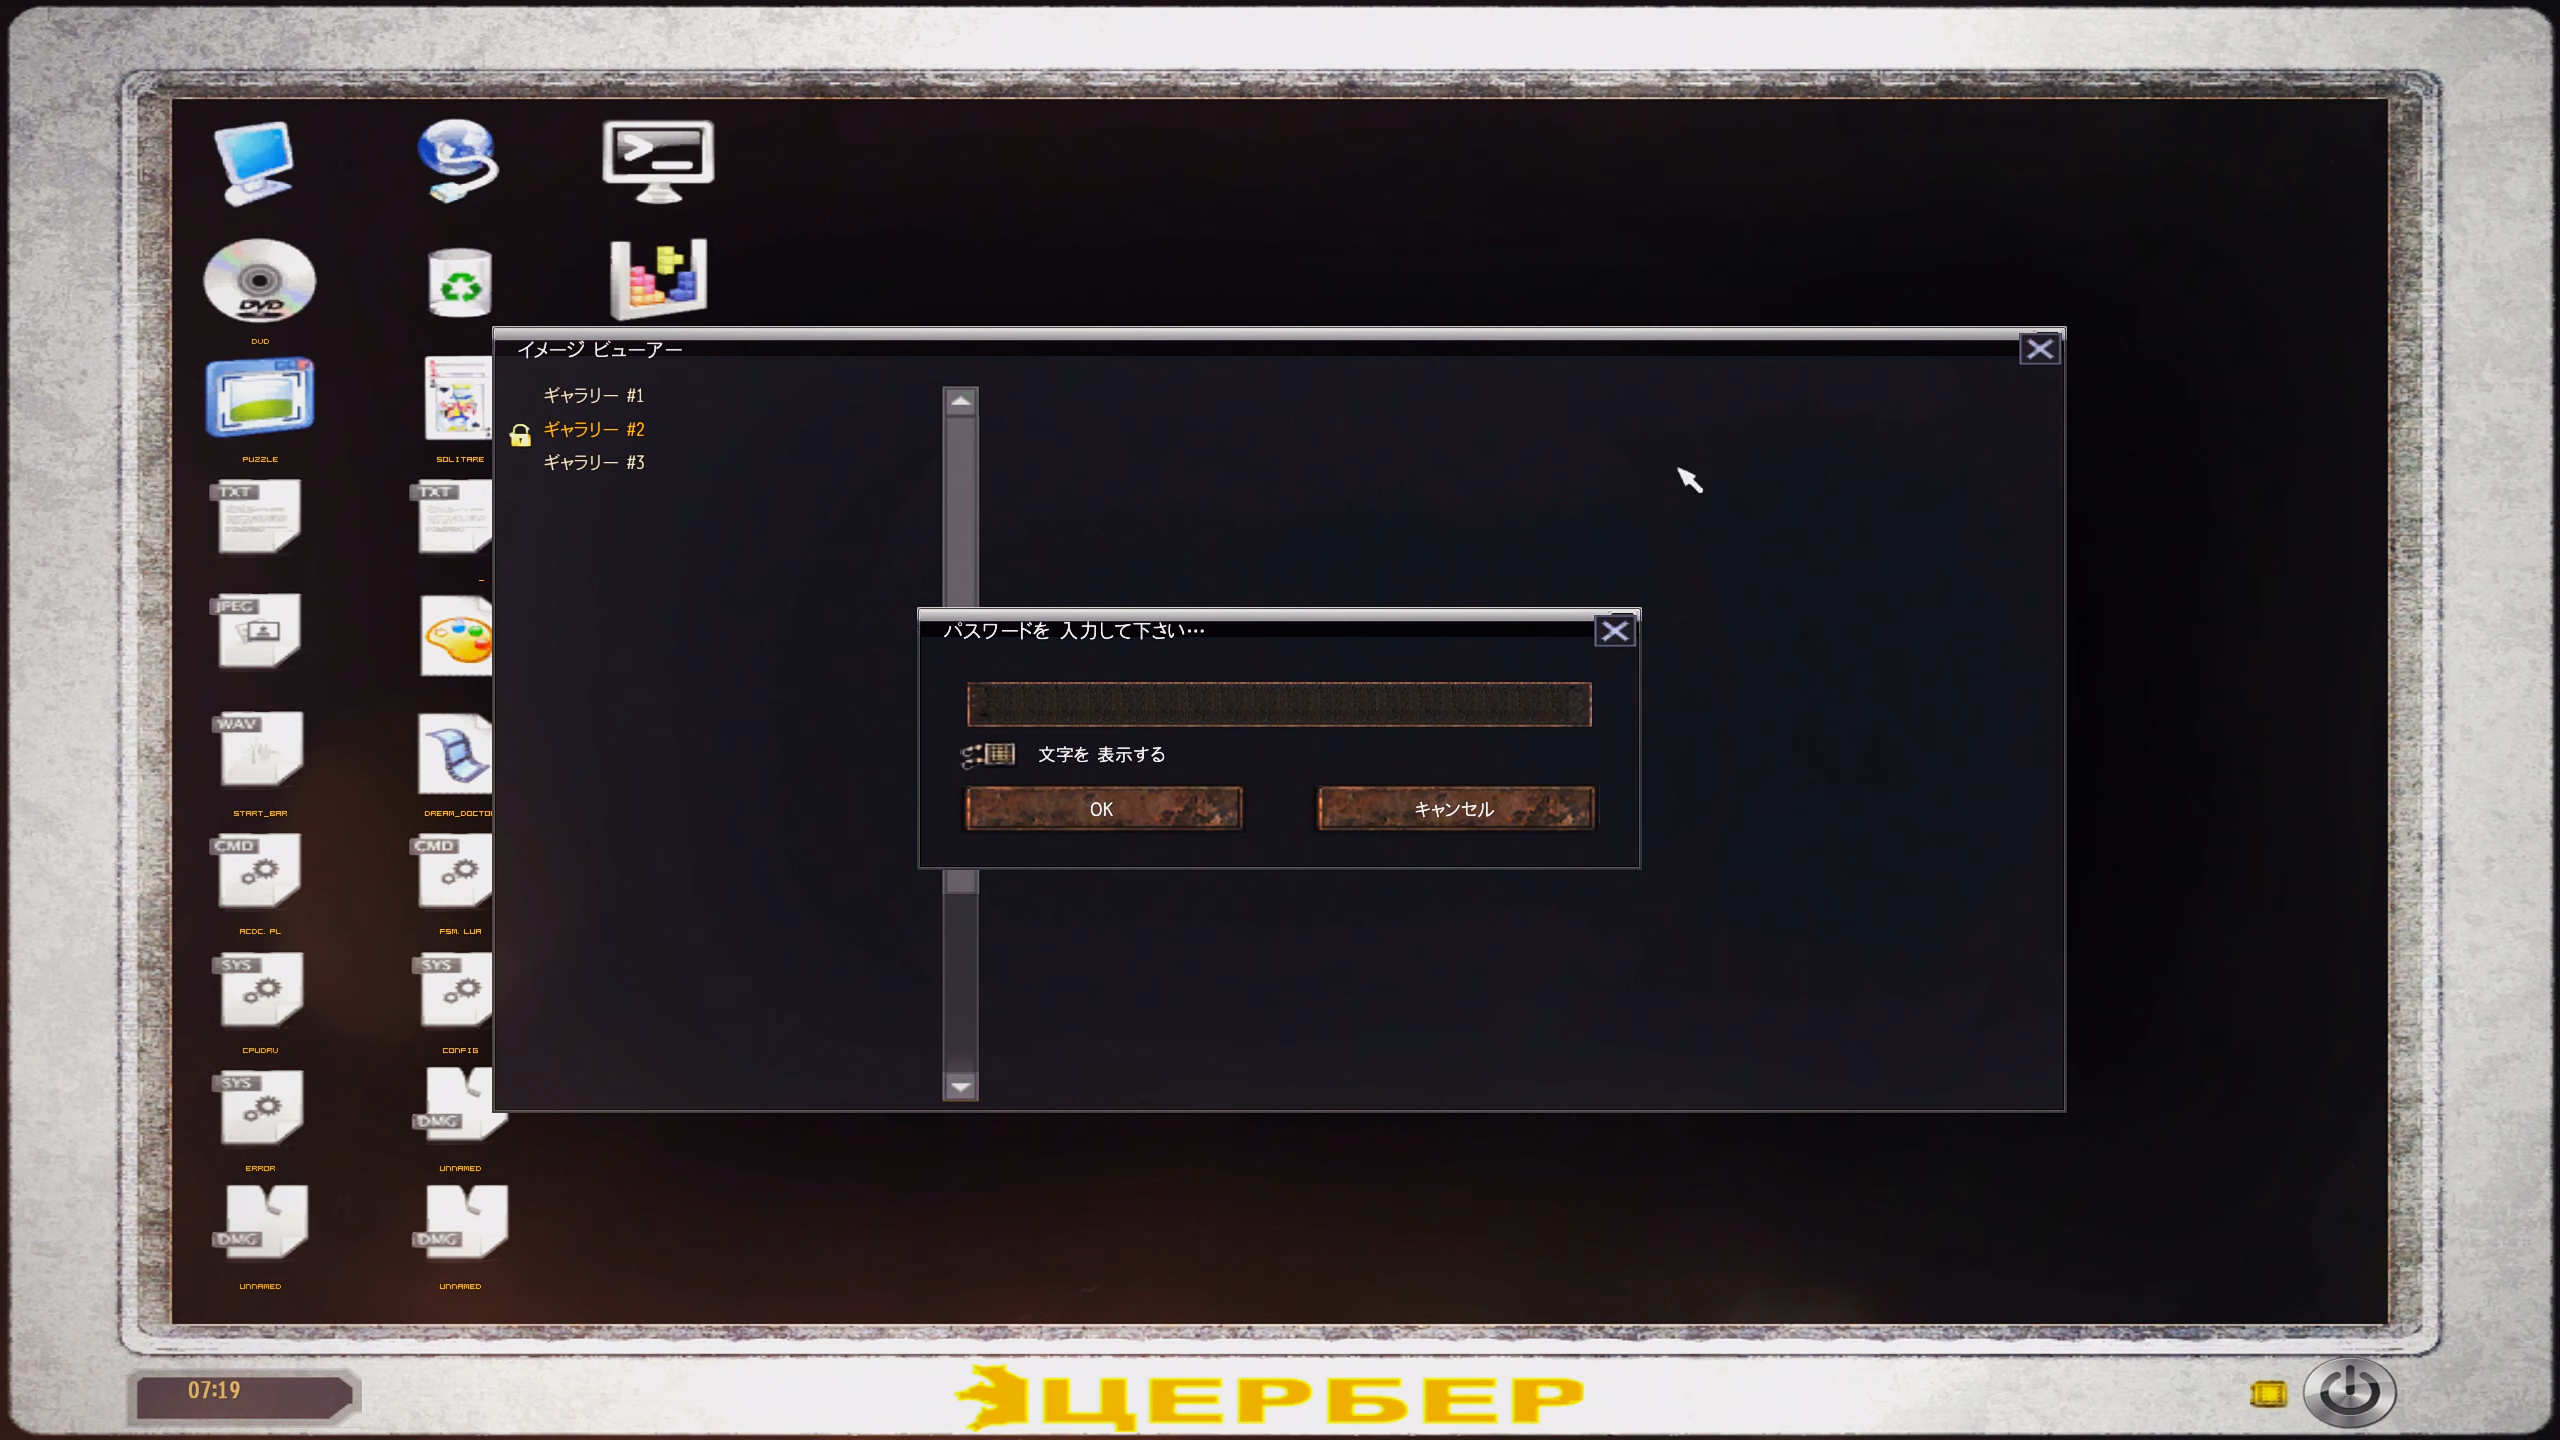 DVD
イメージ ビューアー
ギャラリー #1
ギャラリー #2
ギャラリー #3
PUZZLE
SOLITARE
TXT
TXT
JPEG
パスワードを 入力して下さい…
文字を 表示する
OK
キャンセル
WAV
START_BAR
DREAM_DOCTO
CMD
CMD
ACDC.PL
FSM.LUA
SYS
SYS
CPUDRV
CONFIG
SYS
DMG
ERROR
UNNAMED
DMG
DMG
UNNAMED
UNNAMED
07:19
ЦЕРБЕР